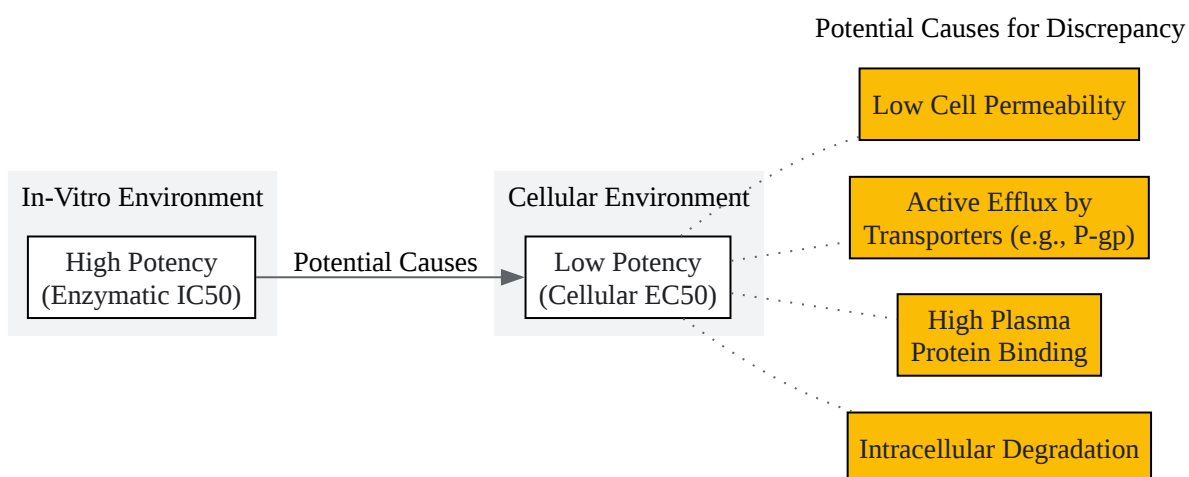 Potential Causes for Discrepancy
Low Cell Permeability
In-Vitro Environment
Cellular Environment
Active Efflux by
Transporters (e.g., P-gp)
High Potency
(Enzymatic IC50)
Potential Causes
Low Potency
(Cellular EC50)
High Plasma
Protein Binding
Intracellular Degradation